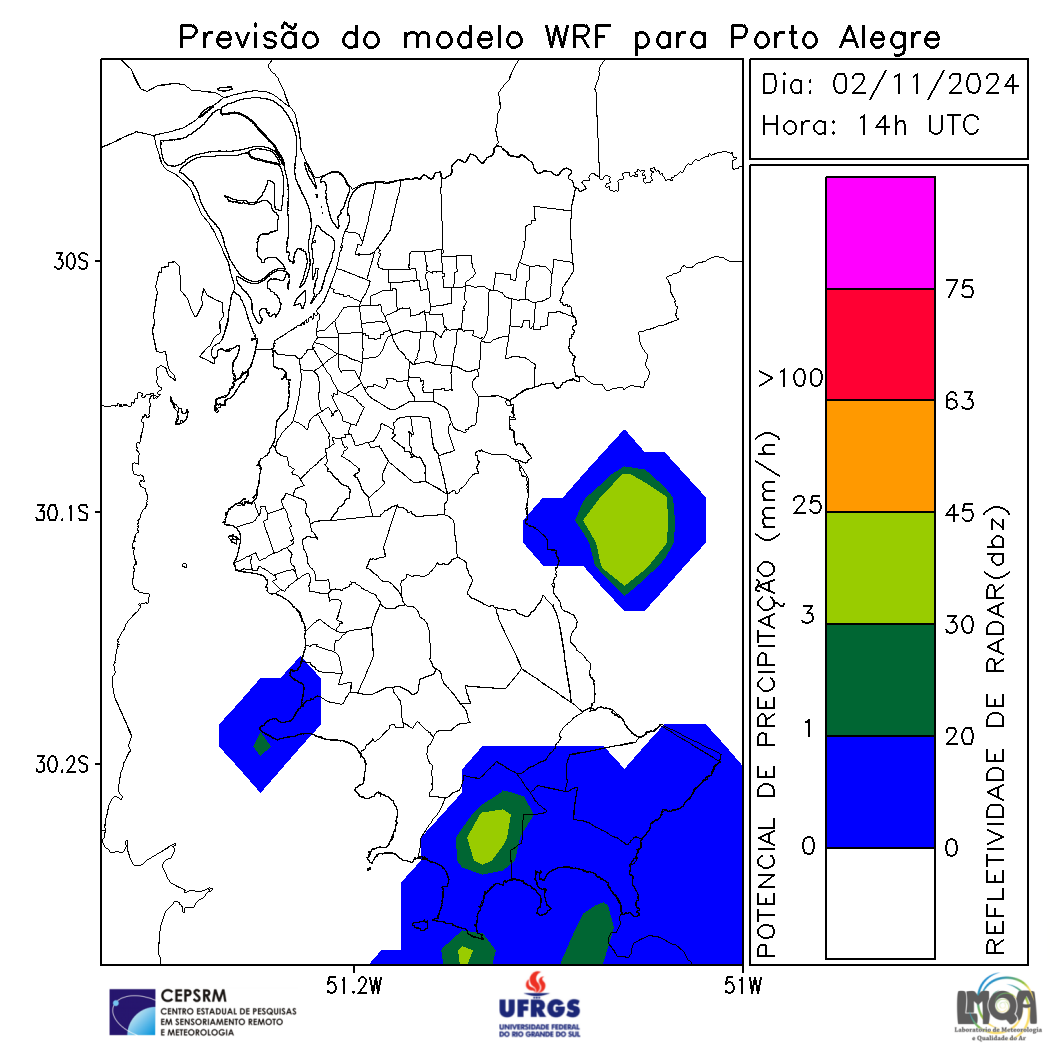 Previsão do modelo WRF para Porto Alegre
Dia: 02/11/2024
Hora: 14h UTC
30S
30.1S
30.2S
51.2W
51W
POTENCIAL DE PRECIPITAÇÃO (mm/h)
>100
25
3
1
0
75
63
45
30
20
0
REFLETIVIDADE DE RADAR(dbz)
CEPSRM
CENTRO ESTADUAL DE PESQUISAS
EM SENSORIAMENTO REMOTO
E METEOROLOGIA
UFRGS
UNIVERSIDADE FEDERAL
DO RIO GRANDE DO SUL
LMQA
Laboratório de Meteorologia
e Qualidade do Ar